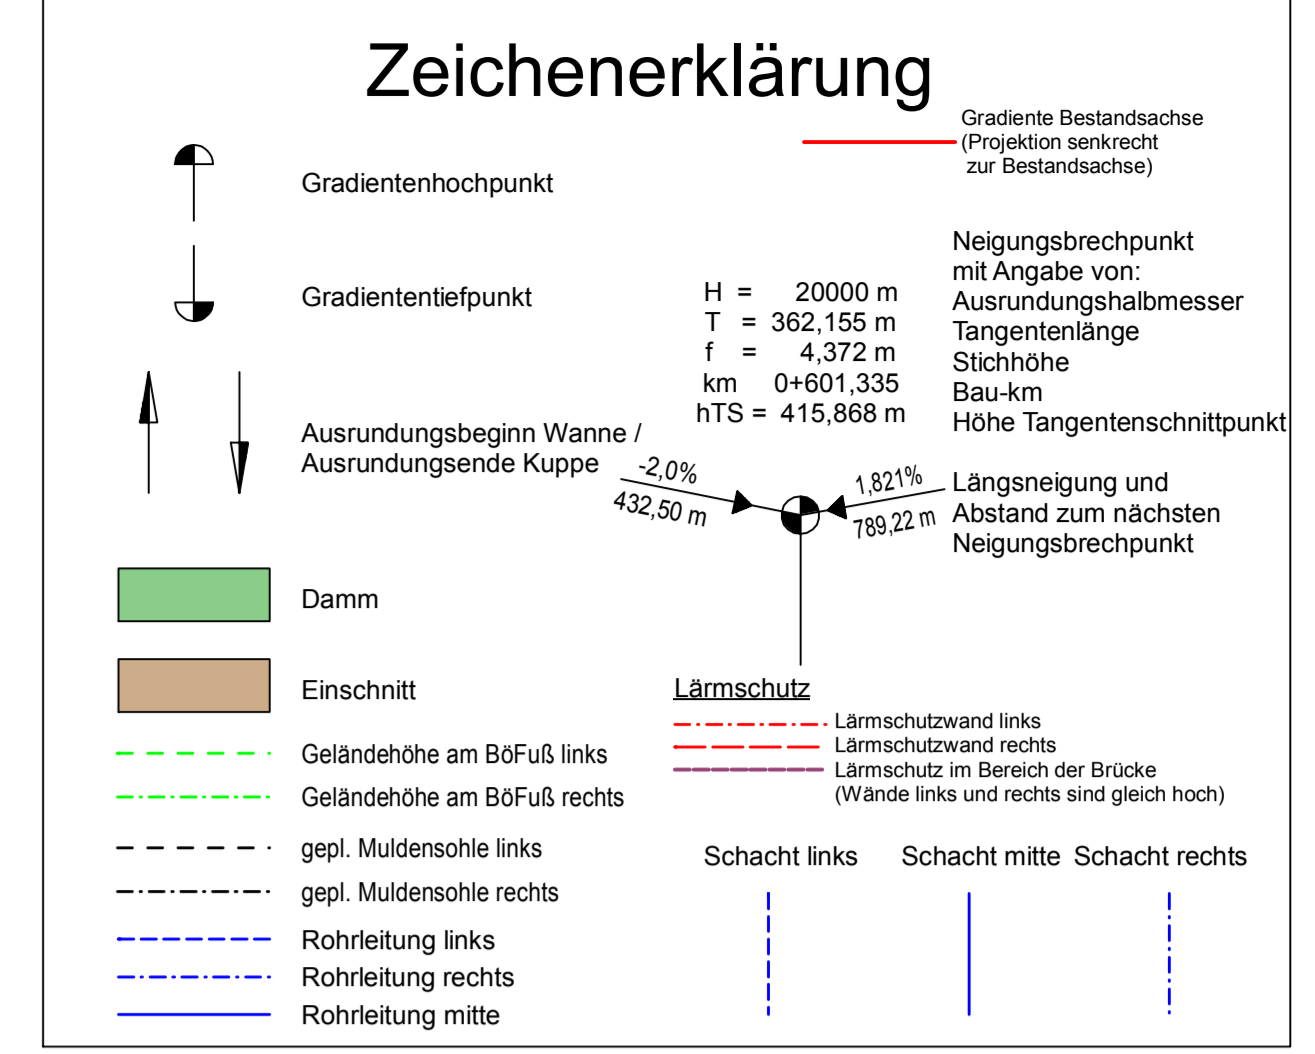 Zeichenerklärung
Gradientenhochpunkt
Gradiententiefpunkt
Ausrundungsbeginn Wanne /
Ausrundungsende Kuppe
Damm
Einschnitt
Geländehöhe am BöFuß links
Geländehöhe am BöFuß rechts
gepl. Muldensohle links
gepl. Muldensohle rechts
Rohrleitung links
Rohrleitung rechts
Rohrleitung mitte
Gradiente Bestandsachse
(Projektion senkrecht
zur Bestandsachse)
H = 20000 m
T = 362,155 m
f = 4,372 m
km 0+601,335
hTS = 415,868 m
Neigungsbrechpunkt
mit Angabe von:
Ausrundungshalbmesser
Tangentenlänge
Stichhöhe
Bau-km
Höhe Tangentenschnittpunkt
-2,0%
432,50 m
1,821%
789,22 m
Längsneigung und
Abstand zum nächsten
Neigungsbrechpunkt
Lärmschutz
Lärmschutzwand links
Lärmschutzwand rechts
Lärmschutz im Bereich der Brücke
(Wände links und rechts sind gleich hoch)
Schacht links
Schacht mitte
Schacht rechts